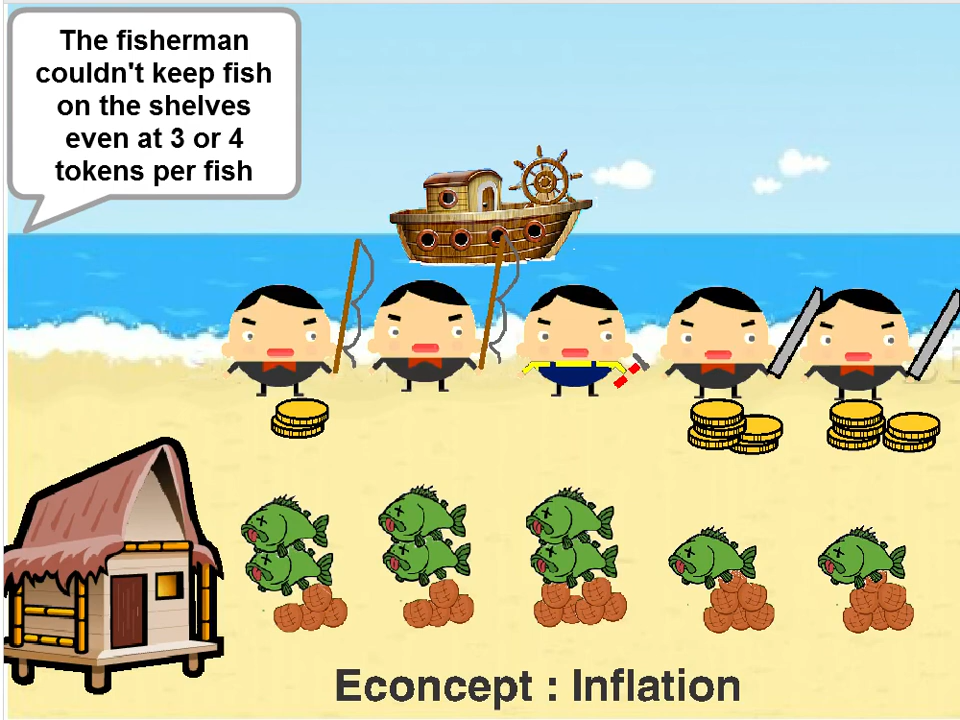 The fisherman
couldn't keep fish
on the shelves
even at 3 or 4
tokens per fish
Econcept : Inflation